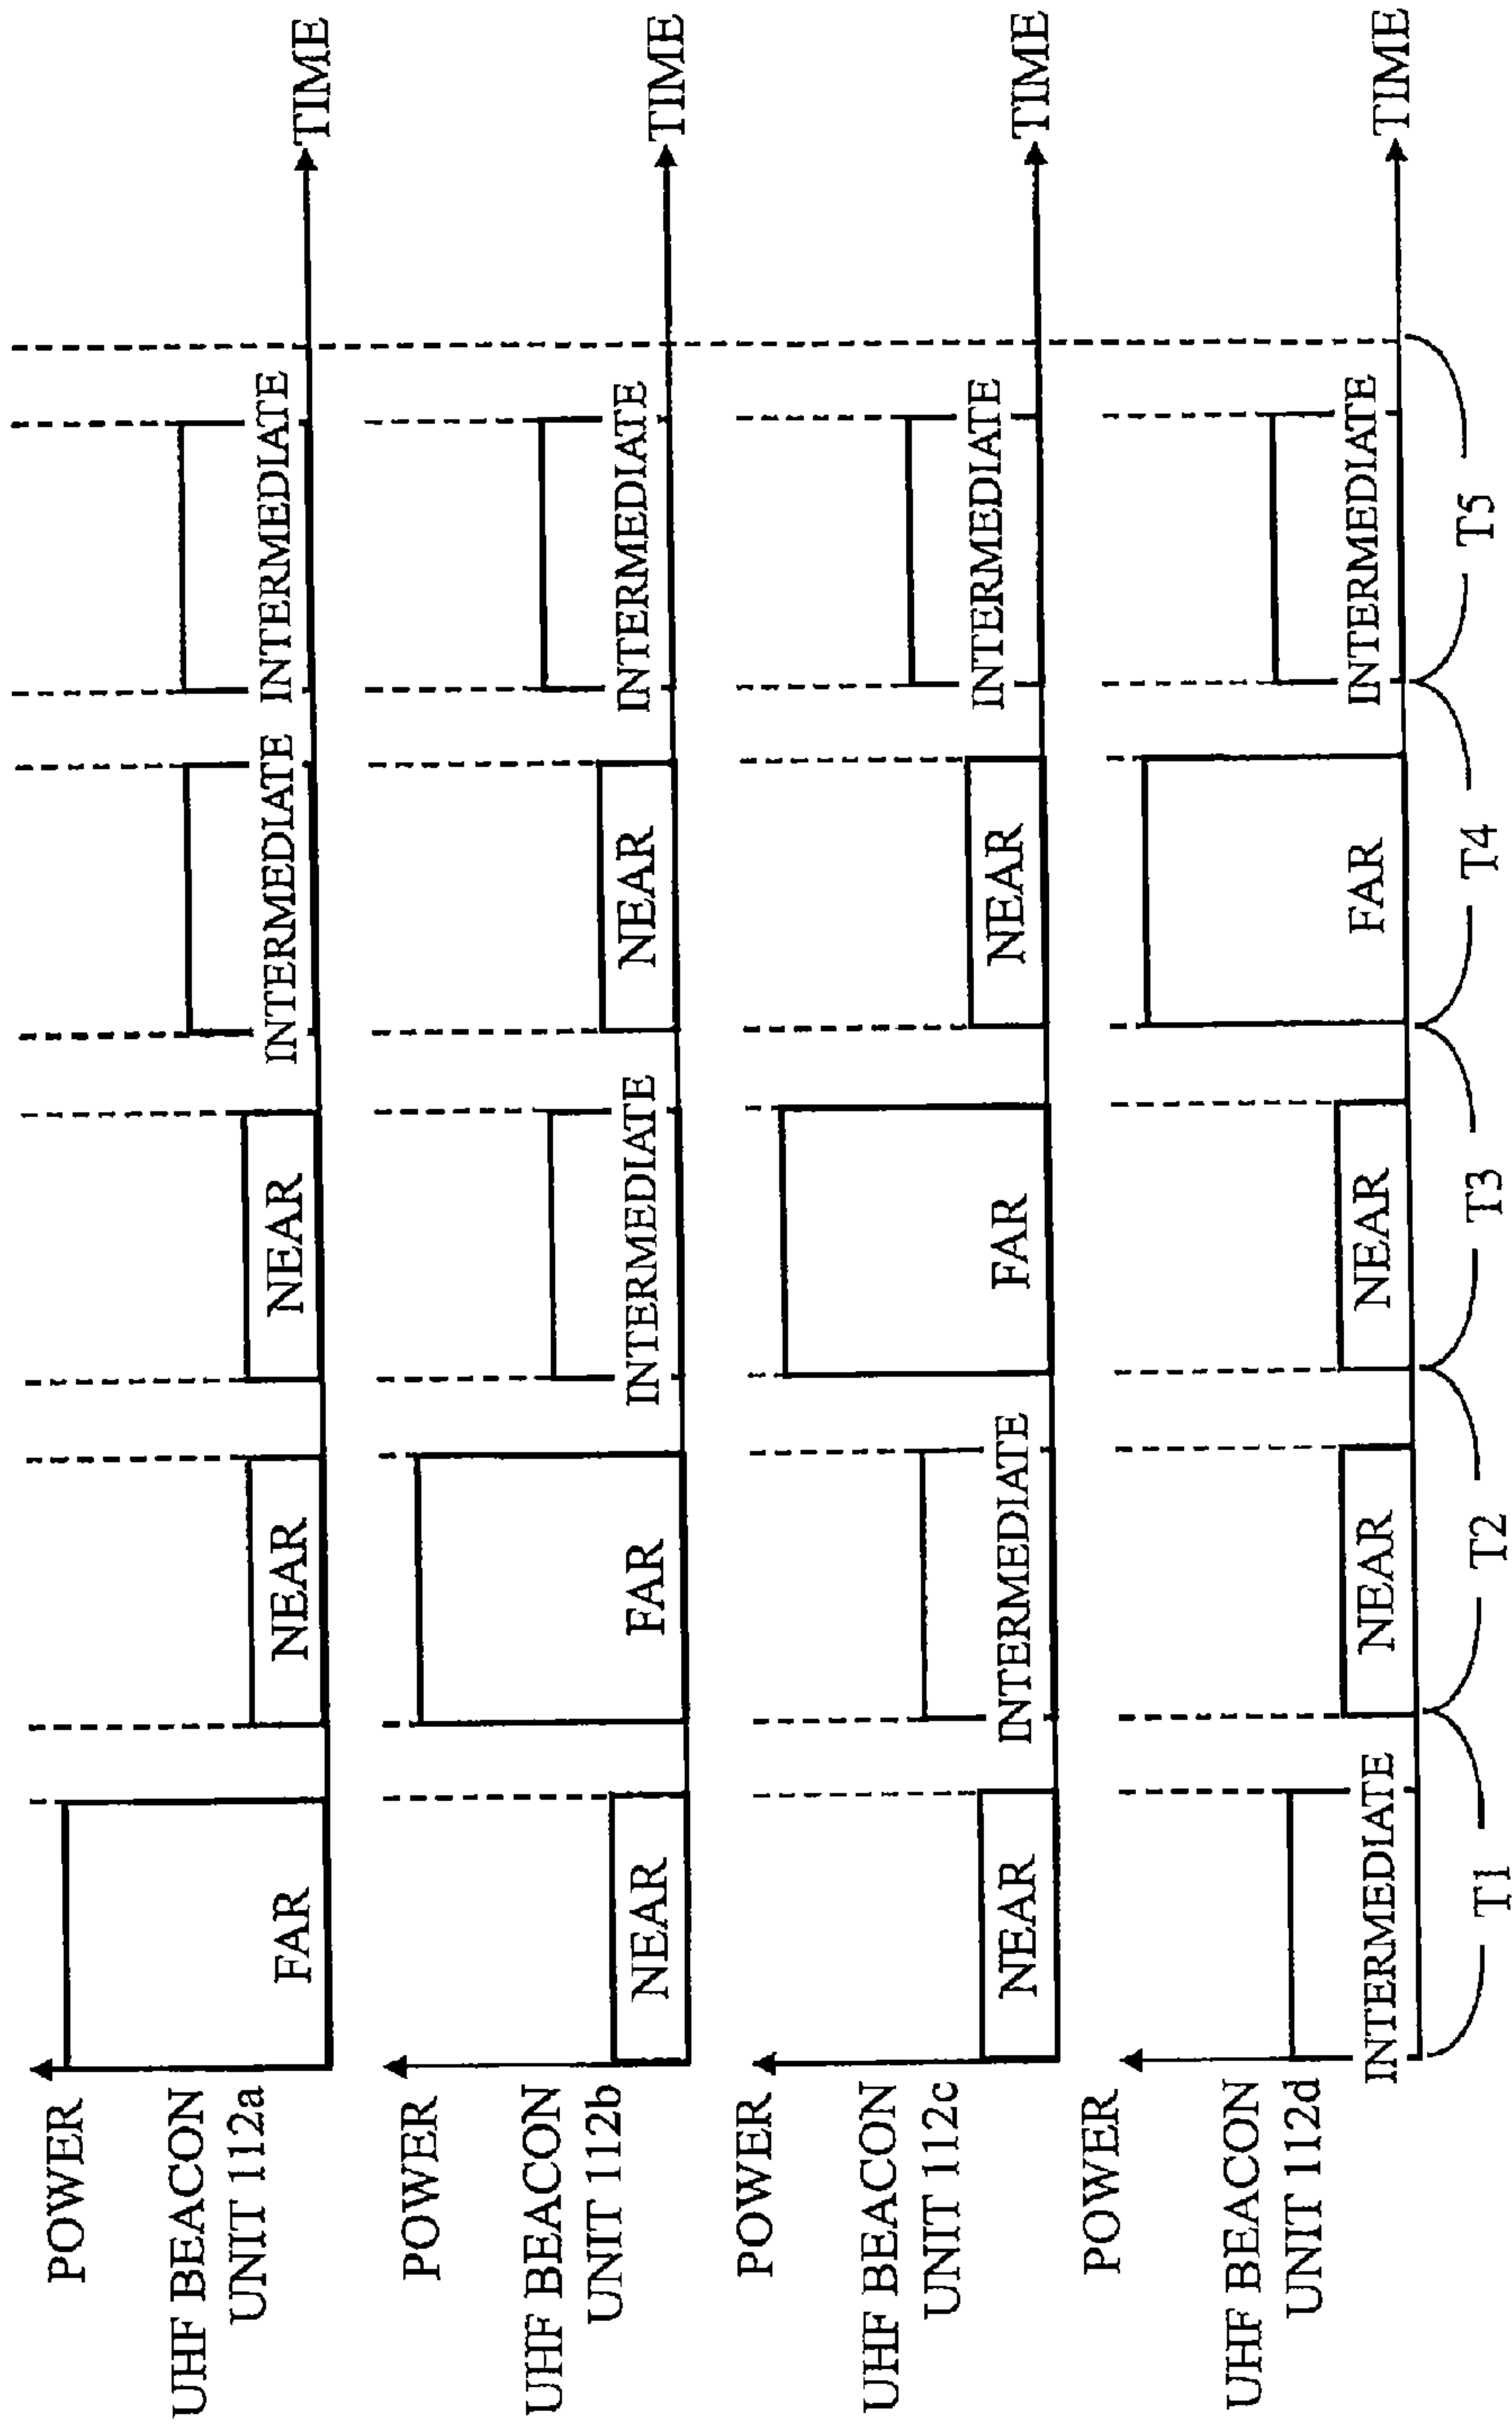 POWER
UHF BEACON
UNIT 112a
FAR
NEAR
NEAR
INTERMEDIATE
INTERMEDIATE
TIME
POWER
UHF BEACON
UNIT 112b
NEAR
FAR
INTERMEDIATE
NEAR
INTERMEDIATE
TIME
POWER
UHF BEACON
UNIT 112c
NEAR
INTERMEDIATE
FAR
NEAR
INTERMEDIATE
TIME
POWER
UHF BEACON
UNIT 112d
INTERMEDIATE
NEAR
NEAR
FAR
INTERMEDIATE
TIME
T1
T2
T3
T4
T5